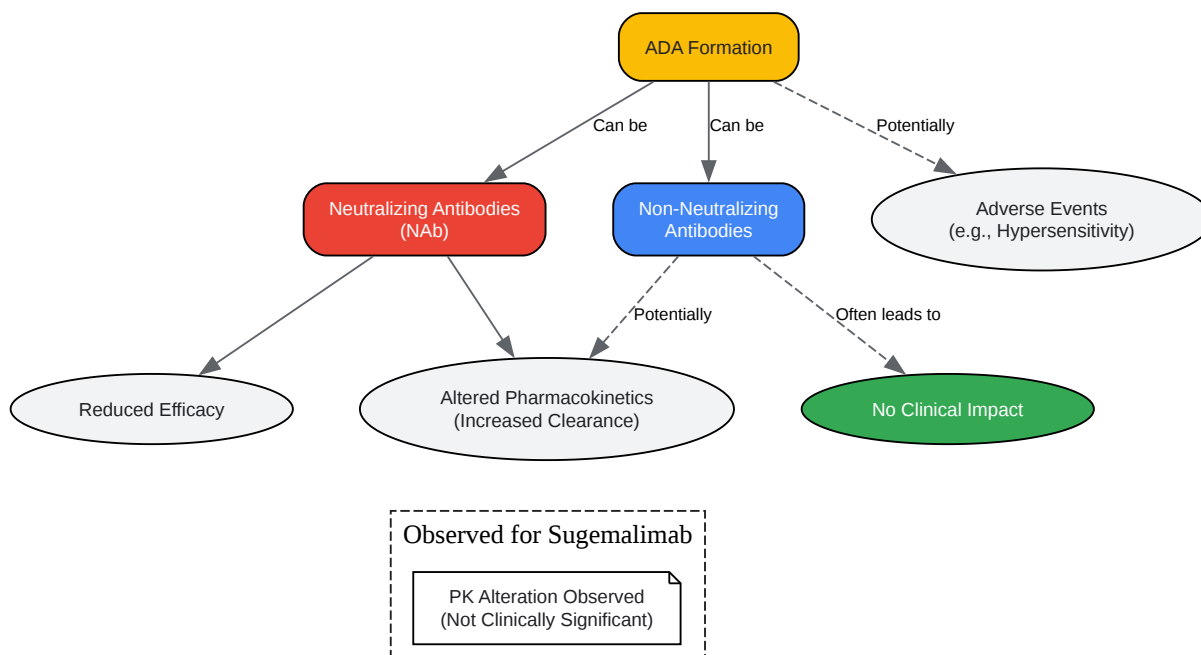 ADA Formation
Can be
Can be
Potentially
Neutralizing Antibodies
(NAb)
Non-Neutralizing
Antibodies
Adverse Events
(e.g., Hypersensitivity)
Potentially
Often leads to
Reduced Efficacy
Altered Pharmacokinetics
(Increased Clearance)
No Clinical Impact
Observed for Sugemalimab
PK Alteration Observed
(Not Clinically Significant)